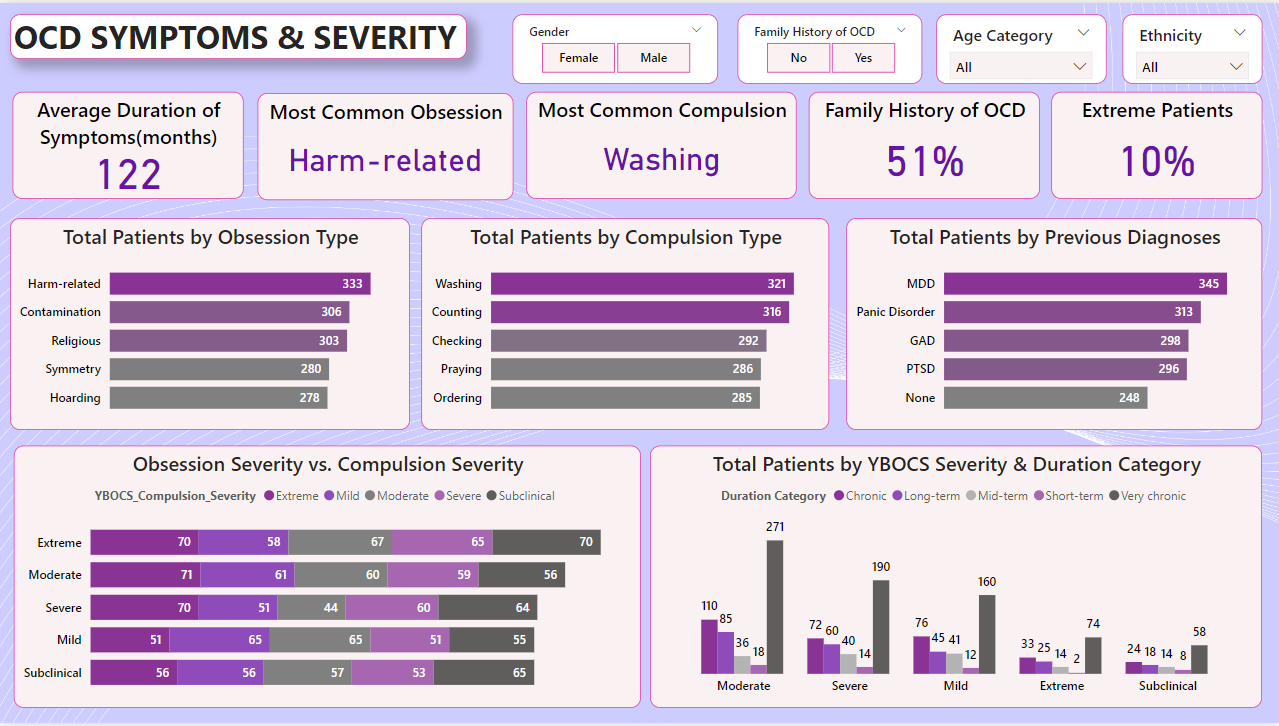 OCD SYMPTOMS & SEVERITY
Gender
Female Male
Family History of OCD
No Yes
Age Category
All
Ethnicity
All
Average Duration of
Symptoms(months)
122
Most Common Obsession
Harm-related
Most Common Compulsion
Washing
Family History of OCD
51%
Extreme Patients
10%
Total Patients by Obsession Type
Harm-related 333
Contamination 306
Religious 303
Symmetry 280
Hoarding 278
Total Patients by Compulsion Type
Washing 321
Counting 316
Checking 292
Praying 286
Ordering 285
Total Patients by Previous Diagnoses
MDD 345
Panic Disorder 313
GAD 298
PTSD 296
None 248
Obsession Severity vs. Compulsion Severity
YBOCS_Compulsion_Severity Extreme Mild Moderate Severe Subclinical
Extreme 70 58 67 65 70
Moderate 71 61 60 59 56
Severe 70 51 44 60 64
Mild 51 65 65 51 55
Subclinical 56 56 57 53 65
Total Patients by YBOCS Severity & Duration Category
Duration Category Chronic Long-term Mid-term Short-term Very chronic
110 85 36 18 271
72 60 40 14 190
76 45 41 12 160
33 25 14 2 74
24 18 14 8 58
Moderate Severe Mild Extreme Subclinical